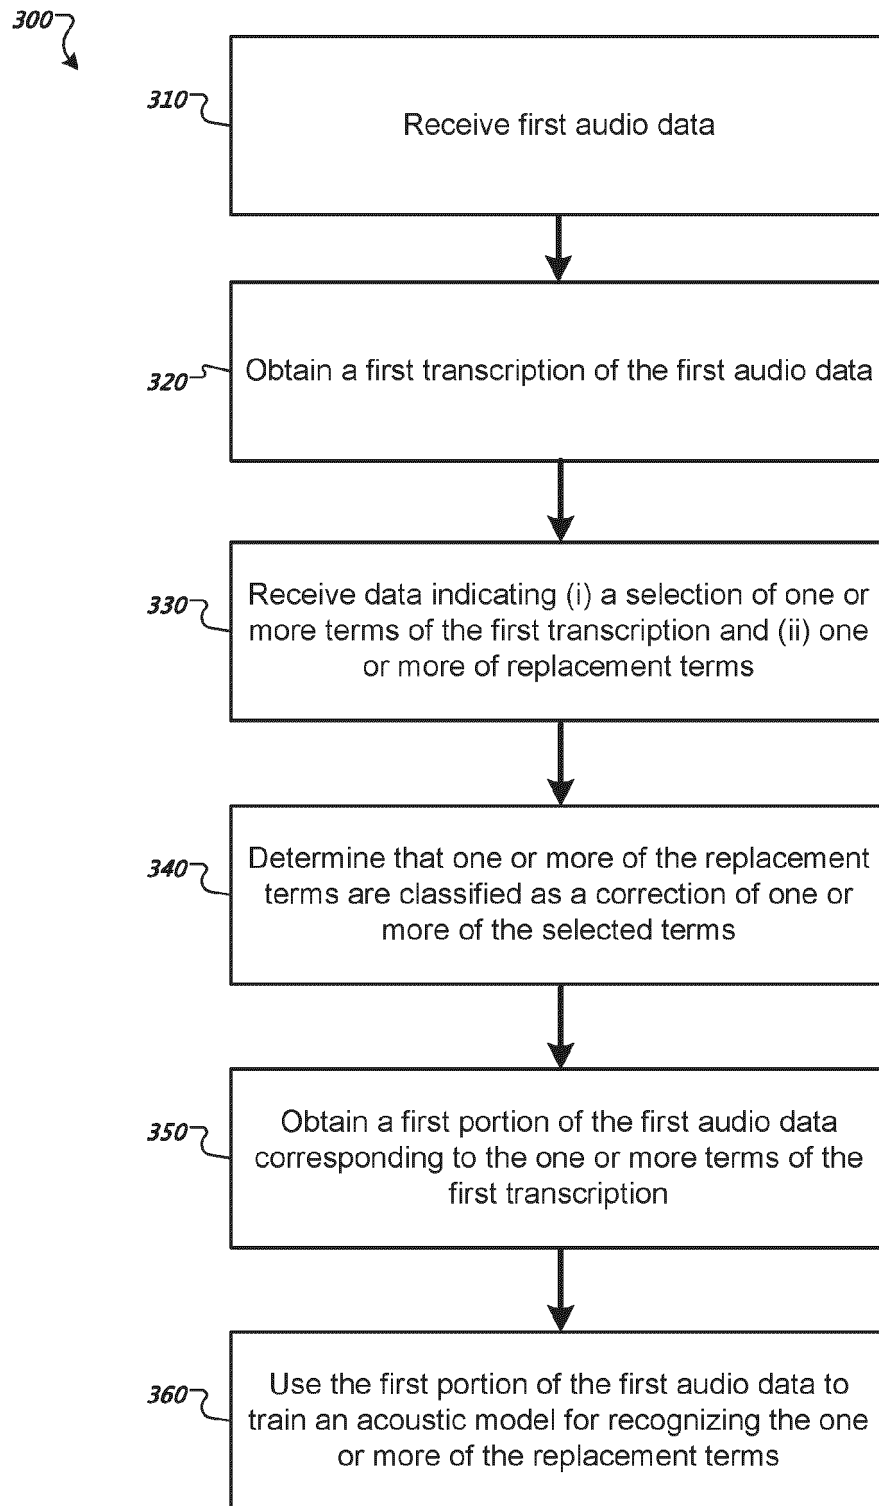 300
310
Receive first audio data
320
Obtain a first transcription of the first audio data
330
Receive data indicating (i) a selection of one or
more terms of the first transcription and (ii) one
or more of replacement terms
340
Determine that one or more of the replacement
terms are classified as a correction of one or
more of the selected terms
350
Obtain a first portion of the first audio data
corresponding to the one or more terms of the
first transcription
360
Use the first portion of the first audio data to
train an acoustic model for recognizing the one
or more of the replacement terms